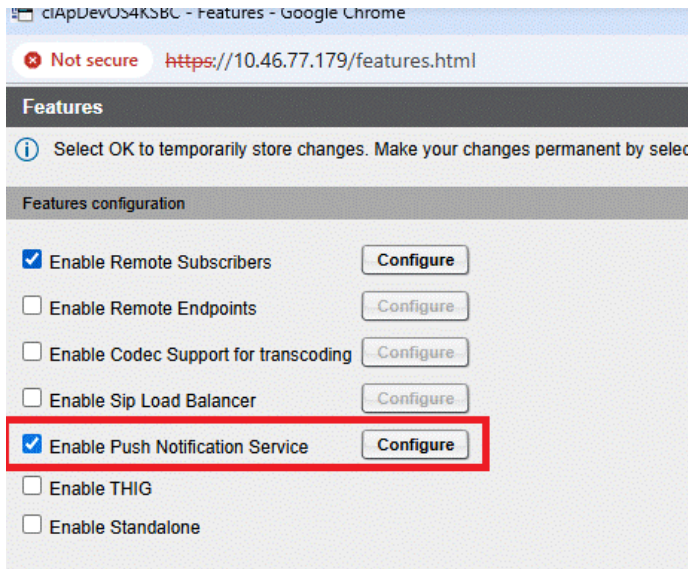 cIApDevOS4KSBC - Features - Google Chrome
Not secure https://10.46.77.179/features.html
Features
Select OK to temporarily store changes. Make your changes permanent by selec
Features configuration
Enable Remote Subscribers Configure
Enable Remote Endpoints Configure
Enable Codec Support for transcoding Configure
Enable Sip Load Balancer Configure
Enable Push Notification Service Configure
Enable THIG
Enable Standalone